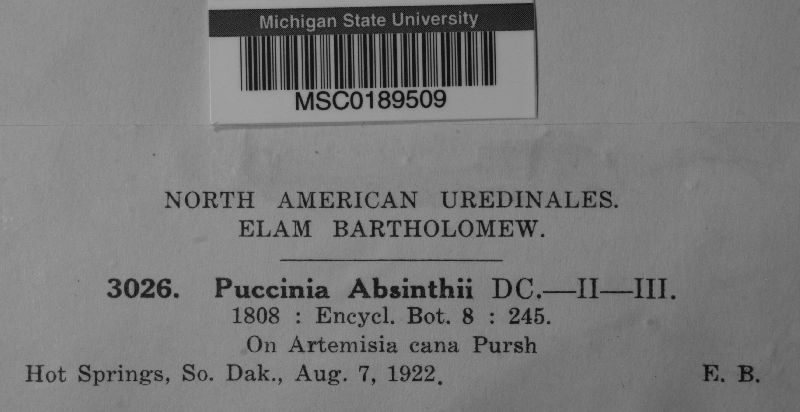 Michigan State University
MSC0189509
NORTH AMERICAN UREDINALES.
ELAM BARTHOLOMEW.
3026. Puccinia Absinthii DC.—II—III.
1808 : Encycl. Bot. 8 : 245.
On Artemisia cana Pursh
Hot Springs, So. Dak., Aug. 7, 1922. E. B.